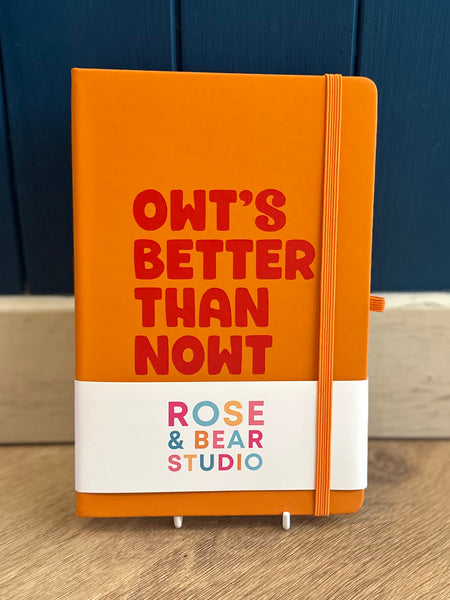 OWT'S
BETTER
THAN
NOWT
ROSE
& BEAR
STUDIO